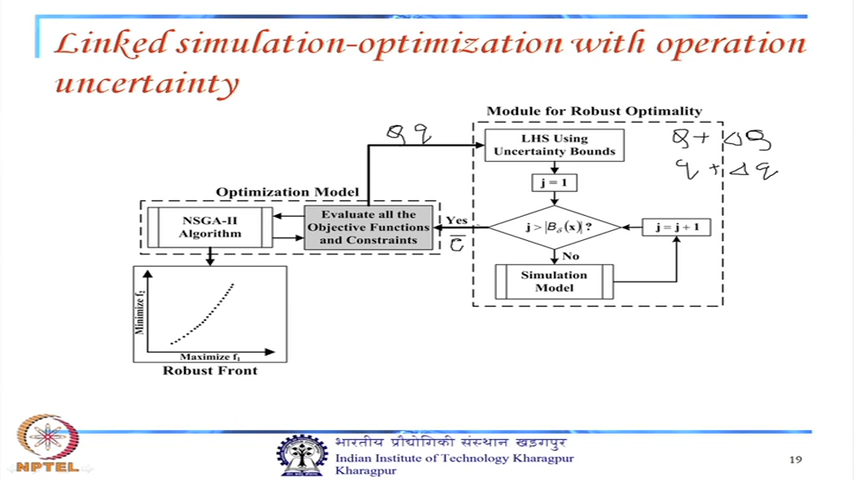 Linked simulation-optimization with operation
uncertainty
Module for Robust Optimality
Q q
LHS Using
Uncertainty Bounds
Q + ΔQ
q + Δq
j = 1
Optimization Model
NSGA-II
Algorithm
Evaluate all the
Objective Functions
and Constraints
Yes
C̅
j > |B_δ(x)| ?
j = j + 1
No
Simulation
Model
Minimize f₂
Maximize f₁
Robust Front
NPTEL
भारतीय प्रौद्योगिकी संस्थान खड़गपुर
Indian Institute of Technology Kharagpur
Kharagpur
19